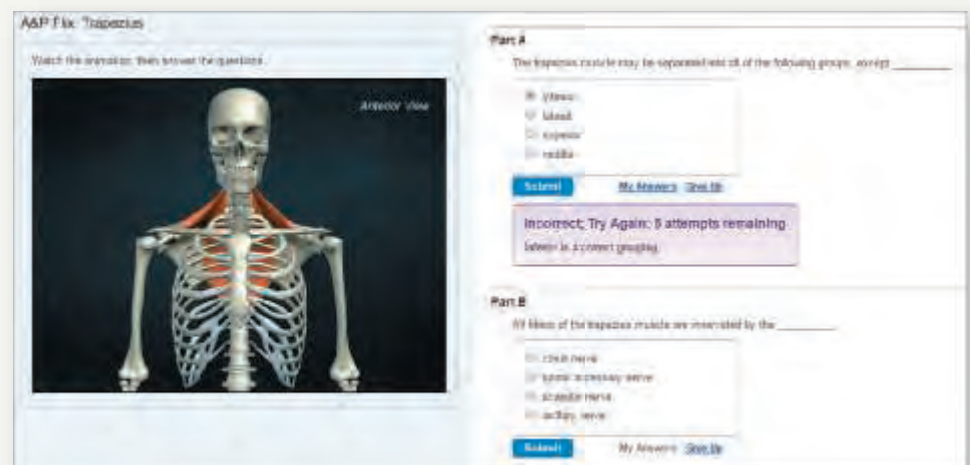 A&P Flix: Trapezius
Watch the animation, then answer the questions.
Anterior View
Part A
The trapezius muscle may be separated into all of the following groups, except
inferior
lateral
superior
middle
Submit My Answers Give Up
Incorrect; Try Again; 5 attempts remaining
Inferior is a correct grouping.
Part B
All fibers of the trapezius muscle are innervated by the
nerve
accessory nerve
nerve
axillary nerve
Submit My Answers Give Up